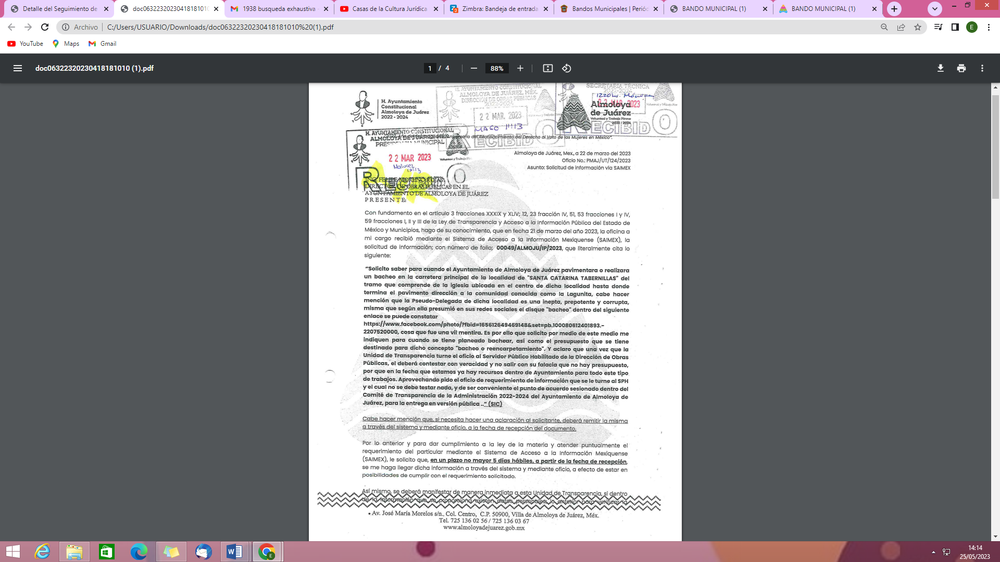 Detalle del Seguimiento de
doc06322320230418181010
1938 busqueda exhaustiva
Casas de la Cultura Jurídica
Zimbra: Bandeja de entrada
Bandos Municipales | Periód
BANDO MUNICIPAL (1)
BANDO MUNICIPAL (1)
Archivo C:/Users/USUARIO/Downloads/doc06322320230418181010%20(1).pdf
E
YouTube Maps Gmail
doc06322320230418181010 (1).pdf
1 / 4
88%
H. Ayuntamiento
Constitucional
Almoloya de Juárez
2022 - 2024
H. AYUNTAMIENTO CONSTITUCIONAL
ALMOLOYA DE JUÁREZ, MÉX.
DIRECCIÓN DE OBRAS PÚBLICAS
2022-2024
22 MAR. 2023
MAGO 11:13
RECIBIDO
SECRETARIA TÉCNICA
2022-2024
22 MAR 2023
Almoloya
de Juárez
Voluntad y Trabajo Firme
2022 - 2024
RECIBIDO
H. AYUNTAMIENTO CONSTITUCIONAL
ALMOLOYA DE JUÁREZ, MÉX.
PRESIDENCIA MUNICIPAL
22 MAR 2023
12:13
Aniversario del Reconocimiento del Derecho al Voto de las Mujeres en México".
Almoloya de Juárez, Mex., a 22 de marzo del 2023
Oficio No.: PMAJ/UT/124/2023
Asunto: Solicitud de información vía SAIMEX
ING. FELIPE MORENO ROJAS
DIRECTOR DE OBRAS PÚBLICAS EN EL
AYUNTAMIENTO DE ALMOLOYA DE JUÁREZ
P R E S E N T E:
Con fundamento en el artículo 3 fracciones XXXIX y XLIV; 12, 23 fracción IV, 51, 53 fracciones I y IV,
59 fracciones I, II y III de la Ley de Transparencia y Acceso a la Información Pública del Estado de
México y Municipios, hago de su conocimiento, que en fecha 21 de marzo del año 2023, la oficina a
mi cargo recibió mediante el Sistema de Acceso a la Información Mexiquense (SAIMEX), la
solicitud de información; con número de folio; 00049/ALMOJU/IP/2023, que literalmente cita lo
siguiente:
“Solicito saber para cuando el Ayuntamiento de Almoloya de Juárez pavimentara o realizara
un bacheo en la carretera principal de la localidad de "SANTA CATARINA TABERNILLAS" del
tramo que comprende de la iglesia ubicada en el centro de dicha localidad hasta donde
termina el pavimento dirección a la comunidad conocida como la Lagunita, cabe hacer
mención que la Pseudo-Delegada de dicha localidad es una inepta, prepotente y corrupta,
misma que según ella presumió en sus redes sociales el disque "bacheo" dentro del siguiente
enlace se puede constatar
https://www.facebook.com/photo/?fbid=165612649469148&set=pb.100080612401893.-
2207520000, cosa que fue una vil mentira. Es por ello que solicito por medio de este medio me
indiquen para cuando se tiene planeado bachear, así como el presupuesto que se tiene
destinado para dicho concepto "bacheo o reencarpetamiento". Y aclaro que una vez que la
Unidad de Transparencia turne el oficio al Servidor Público Habilitado de la Dirección de Obras
Públicas, el deberá contestar con veracidad y no salir con su falacia que no hay presupuesto,
por que en la fecha que estamos ya hay recursos dentro de Ayuntamiento para todo este tipo
de trabajos. Aprovechando pido el oficio de requerimiento de información que se le turne al SPH
y el cual no se debe testar nada, y de ser conveniente el punto de acuerdo sesionado dentro del
Comité de Transparencia de la Administración 2022-2024 del Ayuntamiento de Almoloya de
Juárez, para la entrega en versión pública ..” (SIC)
Cabe hacer mención que, si necesita hacer una aclaración al solicitante, deberá remitir la misma
a través del sistema y mediante oficio, a la fecha de recepción del documento.
Por lo anterior y para dar cumplimiento a la ley de la materia y atender puntualmente el
requerimiento del particular mediante el Sistema de Acceso a la Información Mexiquense
(SAIMEX), le solicito que, en un plazo no mayor 5 días hábiles, a partir de la fecha de recepción,
se me haga llegar dicha información a través del sistema y mediante oficio, a efecto de estar en
posibilidades de cumplir con el requerimiento solicitado.
Así mismo, se deberá manifestar de manera inmediata a esta Unidad de Transparencia, si dentro
de la información que se proporciona existen datos personales; lo anterior para verificar la
• Av. José María Morelos s/n., Col. Centro, C.P. 50900, Villa de Almoloya de Juárez, Méx.
Tel. 725 136 02 56 / 725 136 03 67
www.almoloyadejuarez.gob.mx
14:14
25/05/2023